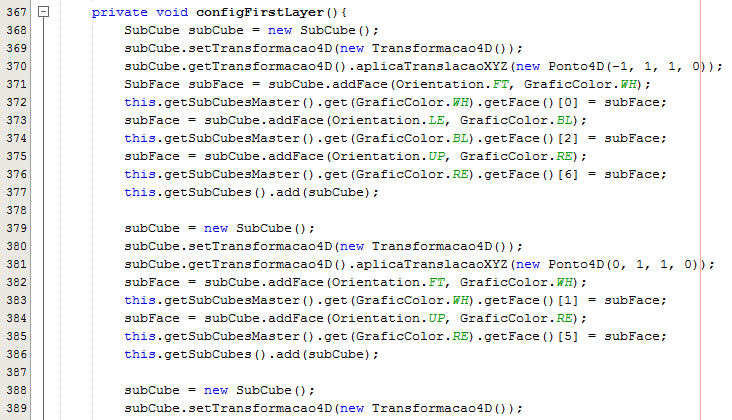 367 private void configFirstLayer(){
368 SubCube subCube = new SubCube();
369 subCube.setTransformacao4D(new Transformacao4D());
370 subCube.getTransformacao4D().aplicaTranslacaoXYZ(new Ponto4D(-1, 1, 1, 0));
371 SubFace subFace = subCube.addFace(Orientation.FT, GraficColor.WH);
372 this.getSubCubesMaster().get(GraficColor.WH).getFace()[0] = subFace;
373 subFace = subCube.addFace(Orientation.LE, GraficColor.BL);
374 this.getSubCubesMaster().get(GraficColor.BL).getFace()[2] = subFace;
375 subFace = subCube.addFace(Orientation.UP, GraficColor.RE);
376 this.getSubCubesMaster().get(GraficColor.RE).getFace()[6] = subFace;
377 this.getSubCubes().add(subCube);
378
379 subCube = new SubCube();
380 subCube.setTransformacao4D(new Transformacao4D());
381 subCube.getTransformacao4D().aplicaTranslacaoXYZ(new Ponto4D(0, 1, 1, 0));
382 subFace = subCube.addFace(Orientation.FT, GraficColor.WH);
383 this.getSubCubesMaster().get(GraficColor.WH).getFace()[1] = subFace;
384 subFace = subCube.addFace(Orientation.UP, GraficColor.RE);
385 this.getSubCubesMaster().get(GraficColor.RE).getFace()[5] = subFace;
386 this.getSubCubes().add(subCube);
387
388 subCube = new SubCube();
389 subCube.setTransformacao4D(new Transformacao4D());